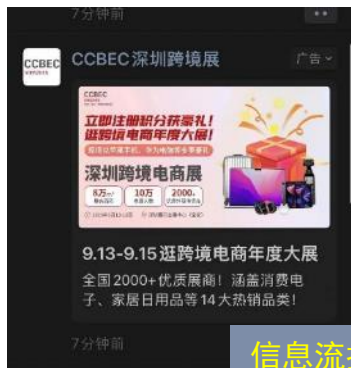 7分钟前
CCBEC
CCBEC深圳跨境展
广告
CCBEC
立即注册积分获豪礼!
逛跨境电商年度大展!
深圳跨境电商展
8万㎡
10万
2000+
9.13-9.15逛跨境电商年度大展
全国2000+优质展商!涵盖消费电
子、家居日用品等14大热销品类!
7分钟前
信息流